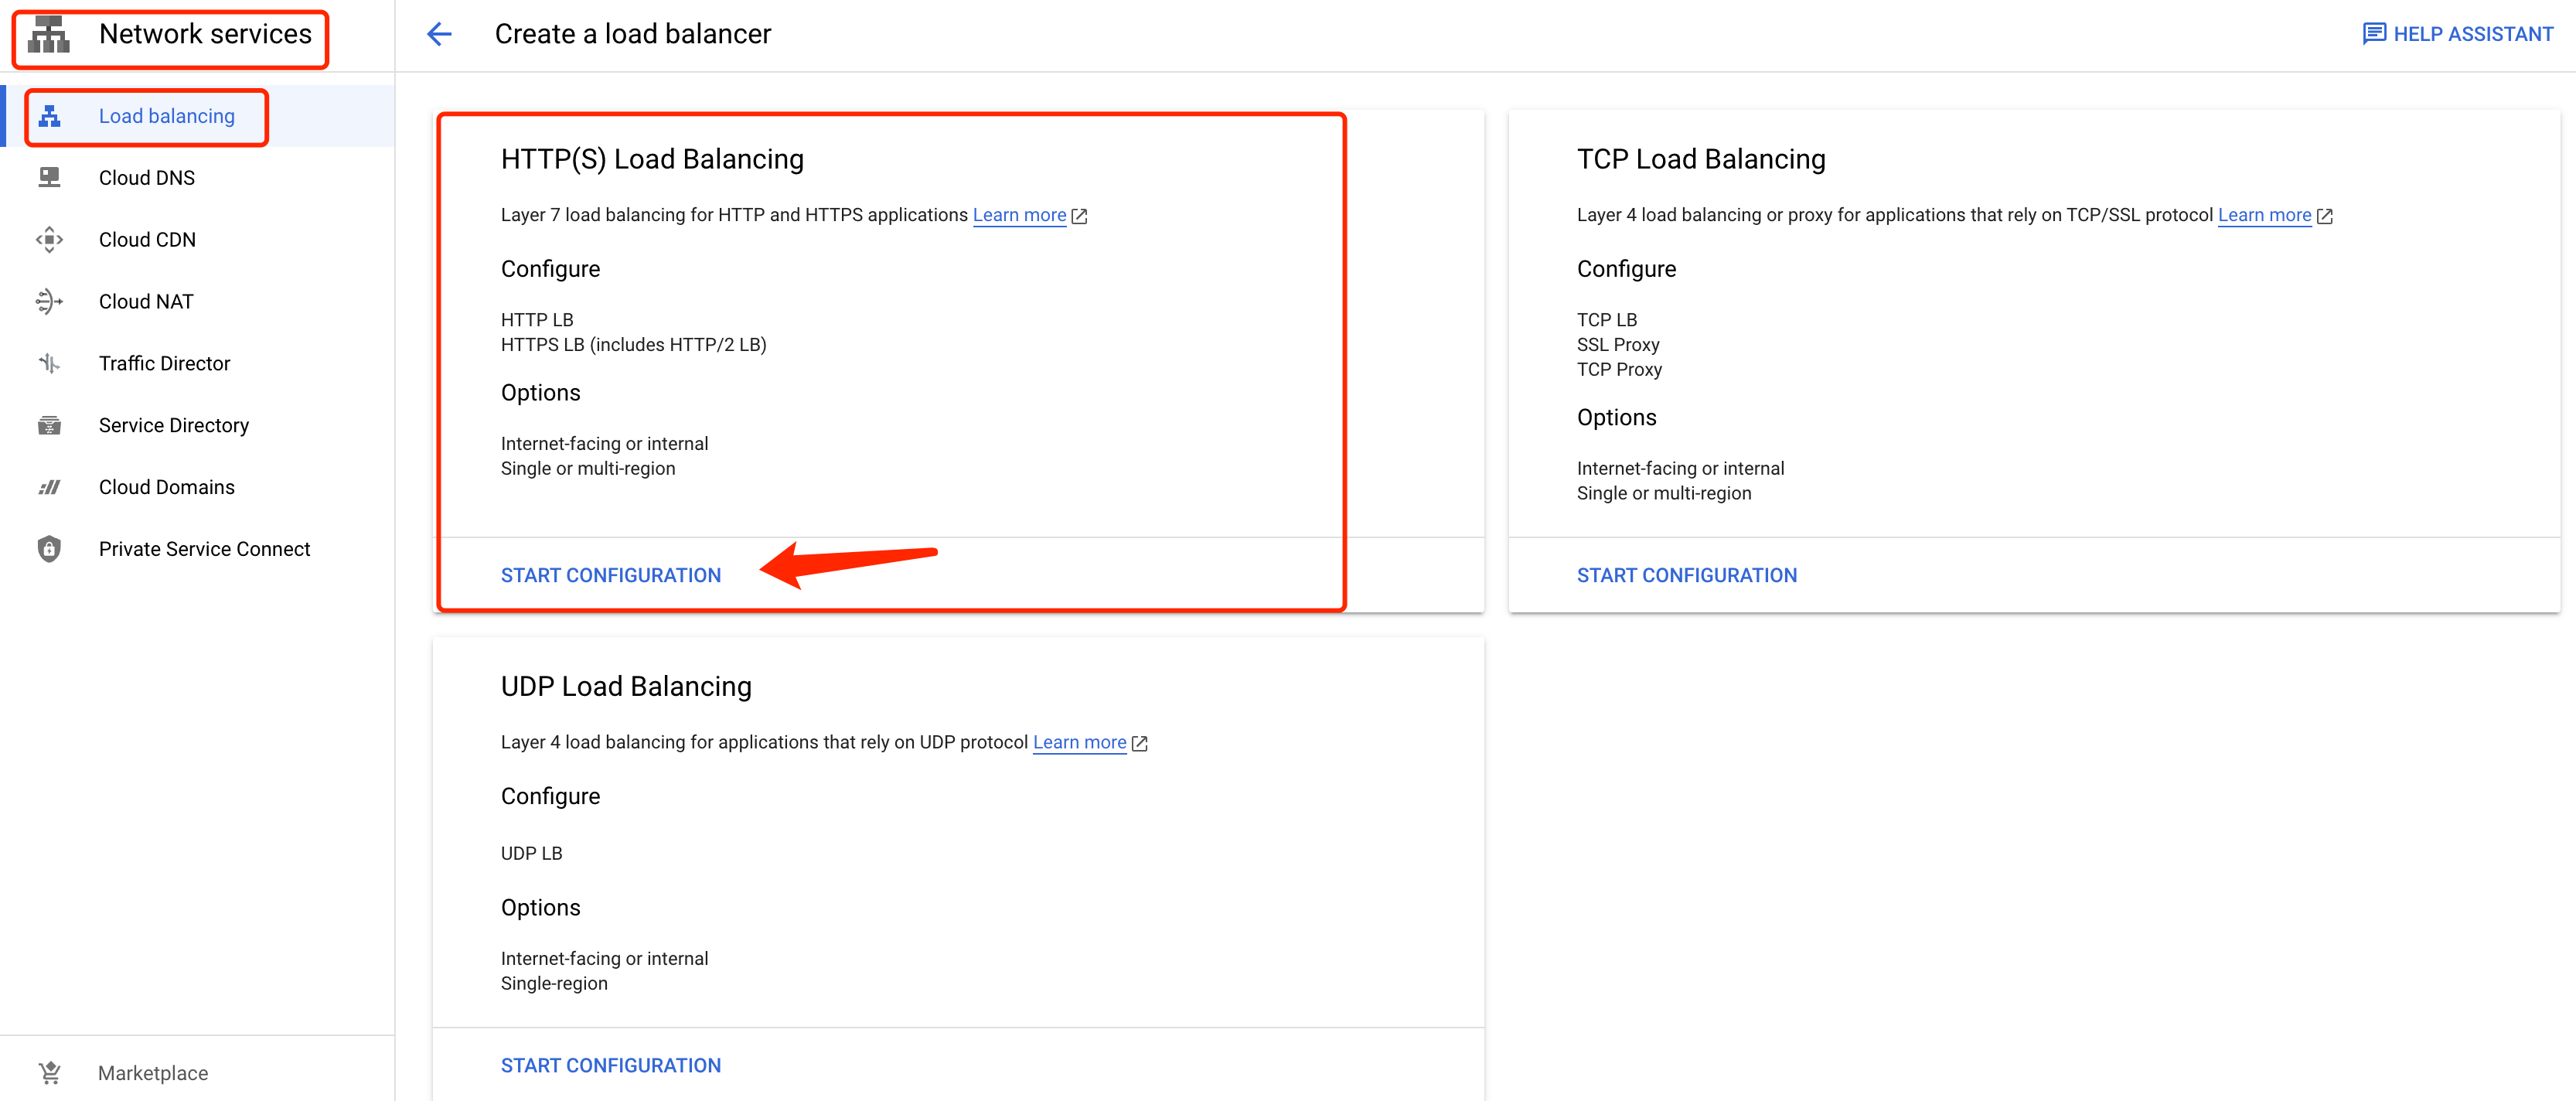 Network services
Load balancing
Cloud DNS
Cloud CDN
Cloud NAT
Traffic Director
Service Directory
Cloud Domains
Private Service Connect
Marketplace
Create a load balancer
HELP ASSISTANT
HTTP(S) Load Balancing
Layer 7 load balancing for HTTP and HTTPS applications Learn more
Configure
HTTP LB
HTTPS LB (includes HTTP/2 LB)
Options
Internet-facing or internal
Single or multi-region
START CONFIGURATION
TCP Load Balancing
Layer 4 load balancing or proxy for applications that rely on TCP/SSL protocol Learn more
Configure
TCP LB
SSL Proxy
TCP Proxy
Options
Internet-facing or internal
Single or multi-region
START CONFIGURATION
UDP Load Balancing
Layer 4 load balancing for applications that rely on UDP protocol Learn more
Configure
UDP LB
Options
Internet-facing or internal
Single-region
START CONFIGURATION